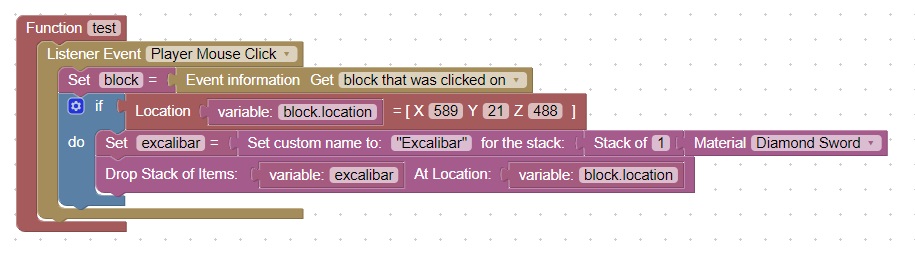 Function test
Listener Event Player Mouse Click
Set block = Event information Get block that was clicked on
if Location variable: block.location = [ X 589 Y 21 Z 488 ]
do Set excalibar = Set custom name to: "Excalibar" for the stack: Stack of 1 Material Diamond Sword
Drop Stack of Items: variable: excalibar At Location: variable: block.location